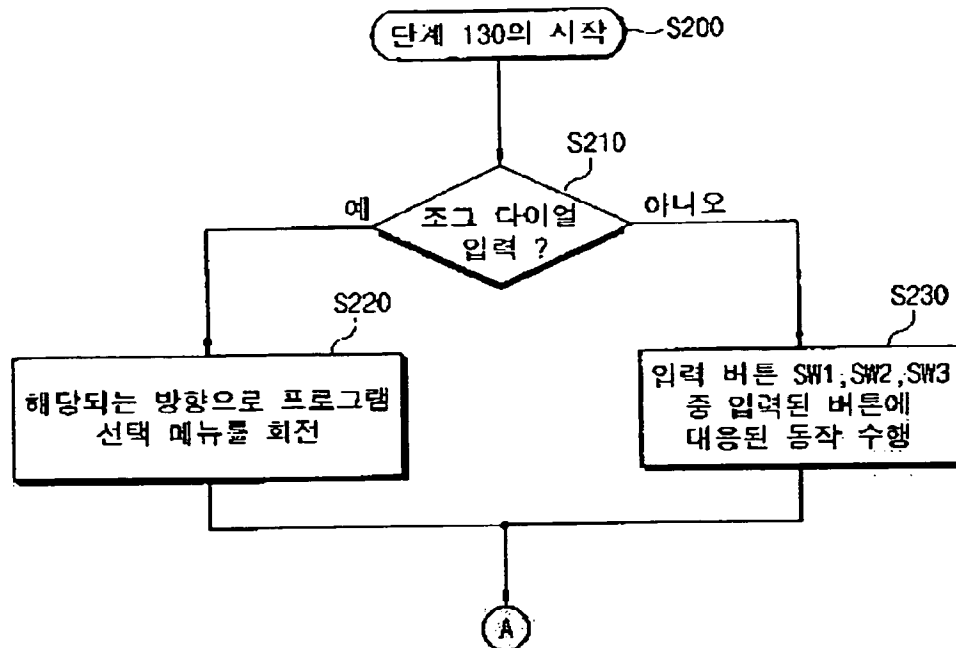 단계 130의 시작
S200
S210
예
조그 다이얼
입력 ?
아니오
S220
S230
해당되는 방향으로 프로그램
선택 메뉴를 회전
입력 버튼 SW1,SW2,SW3
중 입력된 버튼에
대응된 동작 수행
A